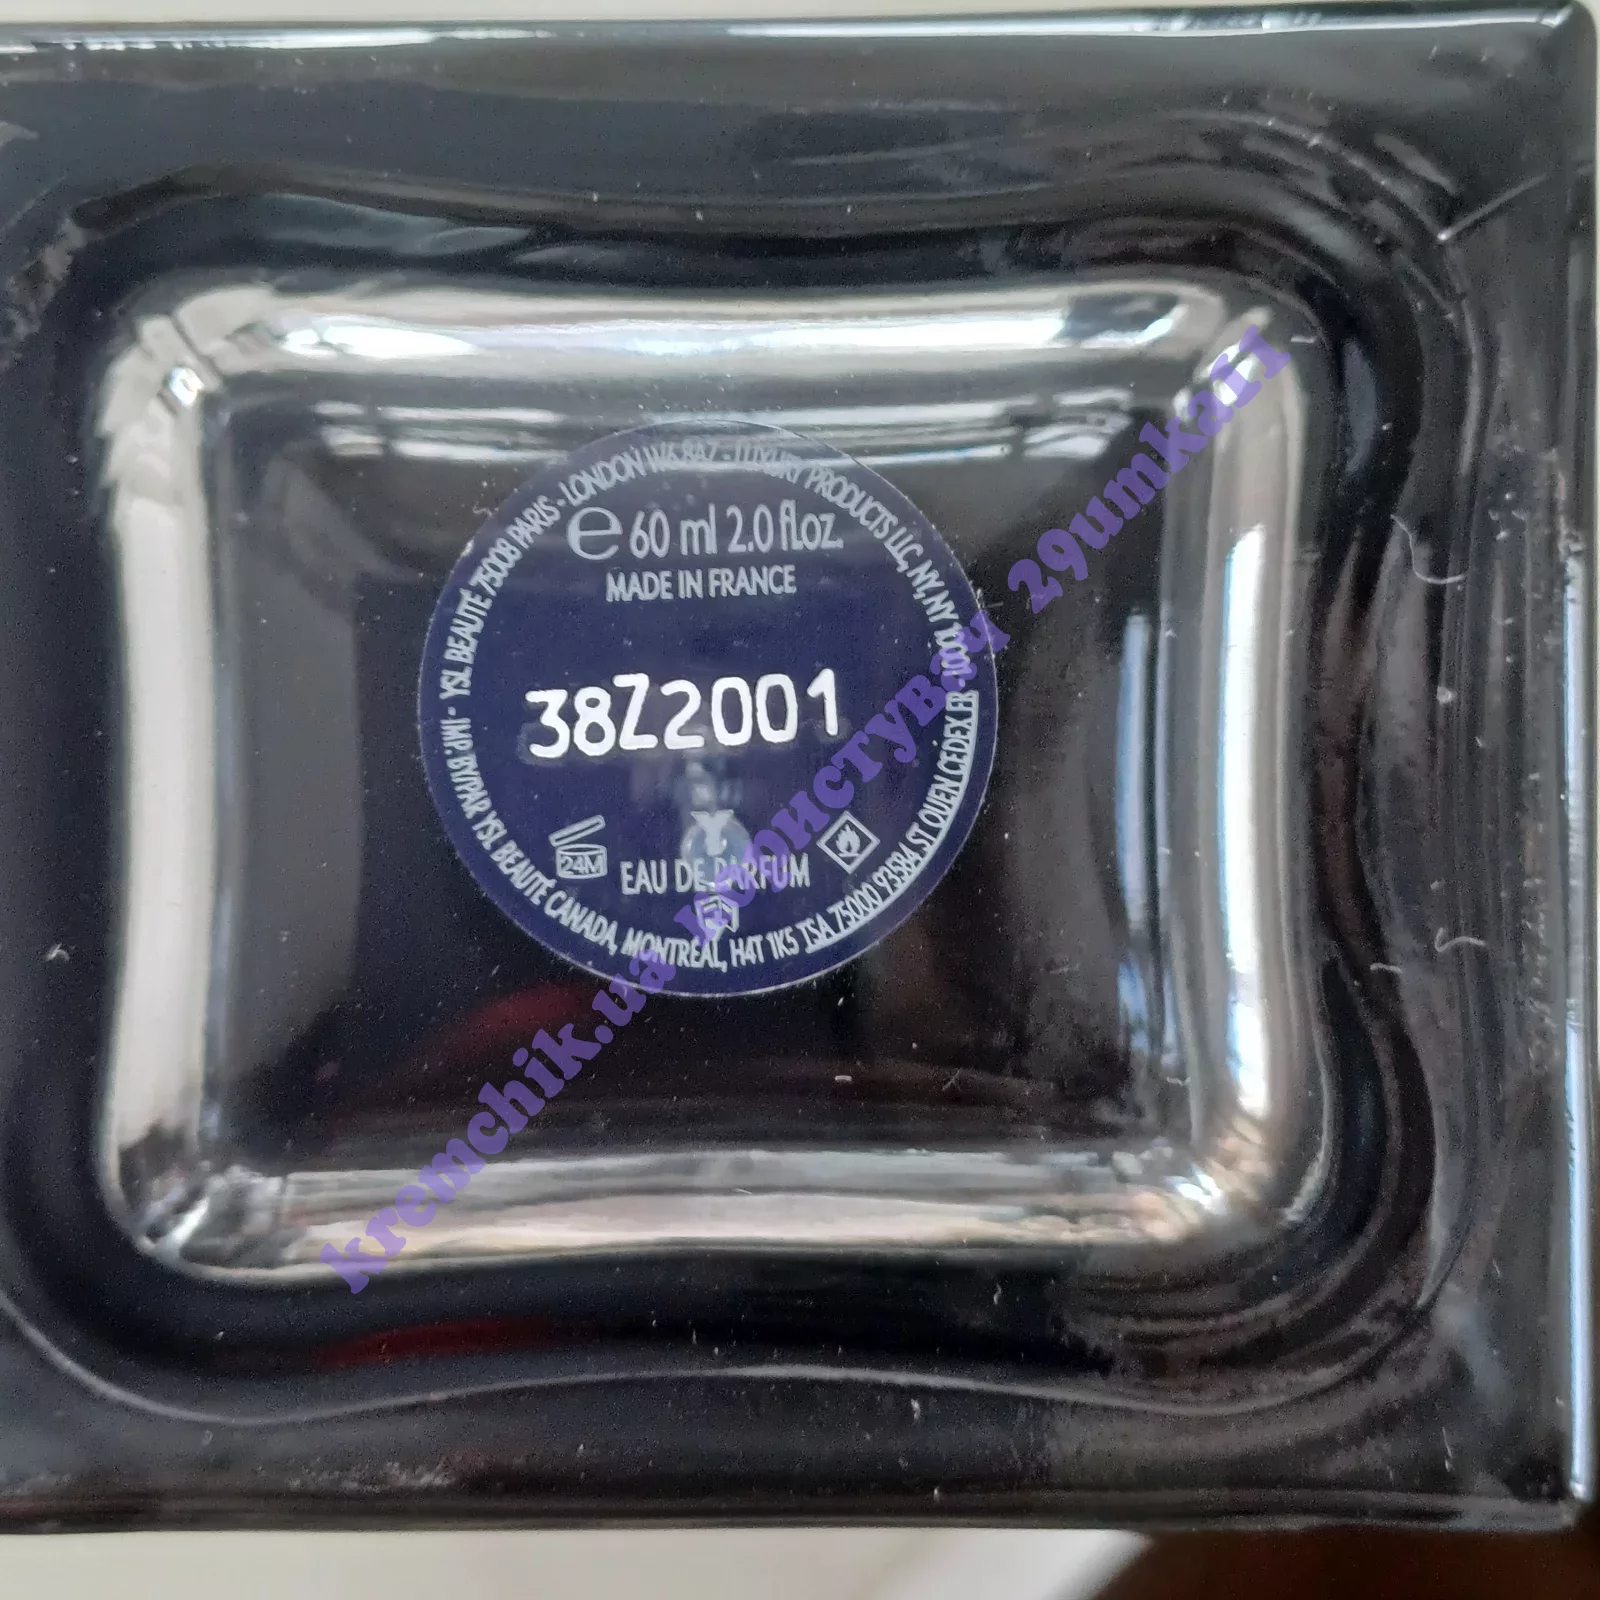 YSL BEAUTÉ 75008 PARIS - LONDON W6 8AZ - LUXURY PRODUCTS LLC, NY, NY 10001
IMP. BY/PAR YSL BEAUTÉ CANADA, MONTRÉAL, H4T 1K5 TSA 75000 93584 ST OUEN CEDEX FR
e 60 ml 2.0 fl.oz.
MADE IN FRANCE
38Z2001
Y
24M
EAU DE PARFUM
kremchik.ua користувач 29umka11